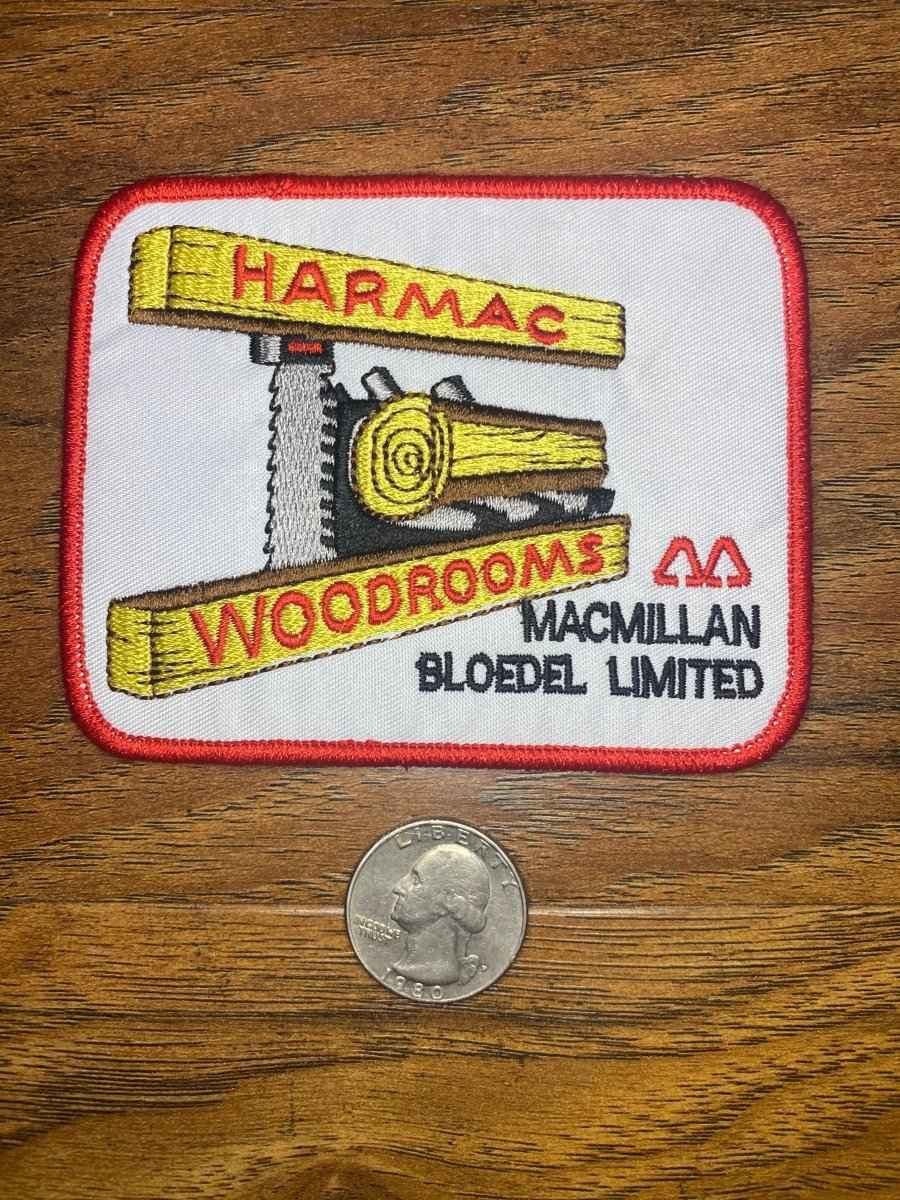 HARMAC
WOODROOMS
MACMILLAN
BLOEDEL LIMITED
LIBERTY
IN GOD WE
TRUST
1980